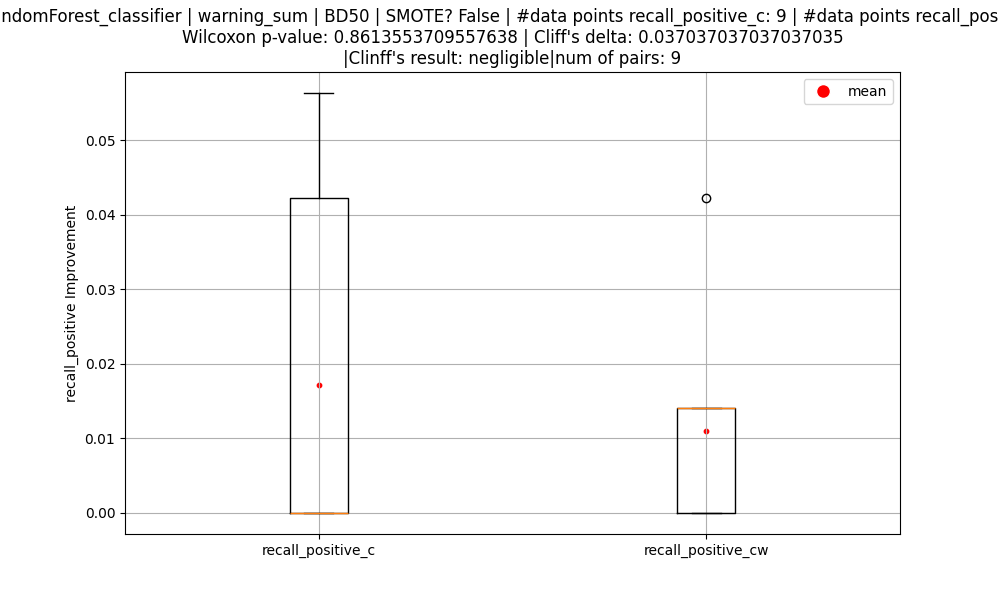 ndomForest_classifier | warning_sum | BD50 | SMOTE? False | #data points recall_positive_c: 9 | #data points recall_pos
Wilcoxon p-value: 0.8613553709557638 | Cliff's delta: 0.037037037037037035
|Clinff's result: negligible|num of pairs: 9
mean
0.05
0.04
0.03
0.02
0.01
0.00
recall_positive Improvement
recall_positive_c
recall_positive_cw